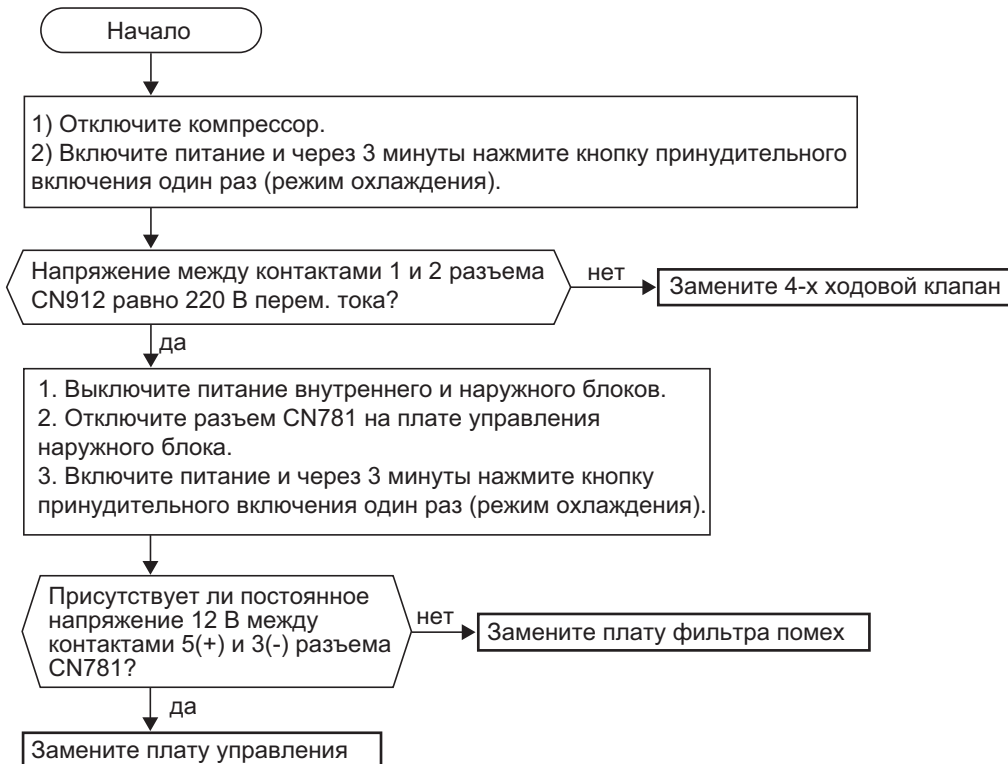 Начало
1) Отключите компрессор.
2) Включите питание и через 3 минуты нажмите кнопку принудительного
включения один раз (режим охлаждения).
Напряжение между контактами 1 и 2 разъема
CN912 равно 220 В перем. тока?
нет
Замените 4-х ходовой клапан
да
1. Выключите питание внутреннего и наружного блоков.
2. Отключите разъем CN781 на плате управления
наружного блока.
3. Включите питание и через 3 минуты нажмите кнопку
принудительного включения один раз (режим охлаждения).
Присутствует ли постоянное
напряжение 12 В между
контактами 5(+) и 3(-) разъема
CN781?
нет
Замените плату фильтра помех
да
Замените плату управления